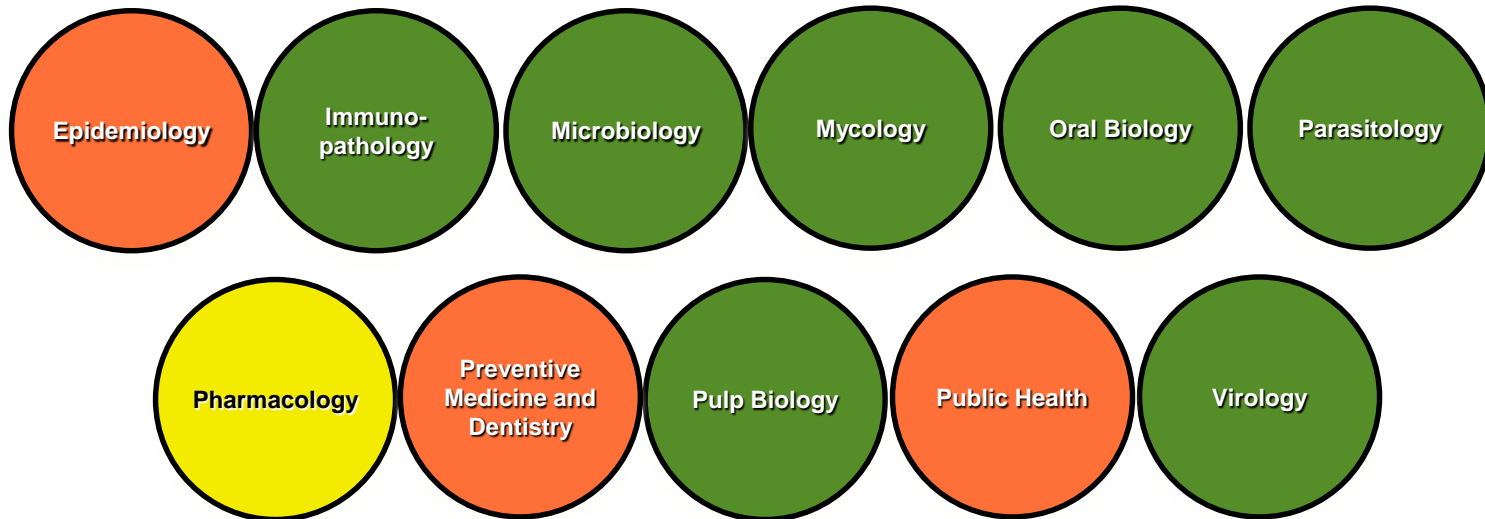 Epidemiology
Immuno-
pathology
Microbiology
Mycology
Oral Biology
Parasitology
Pharmacology
Preventive
Medicine and
Dentistry
Pulp Biology
Public Health
Virology